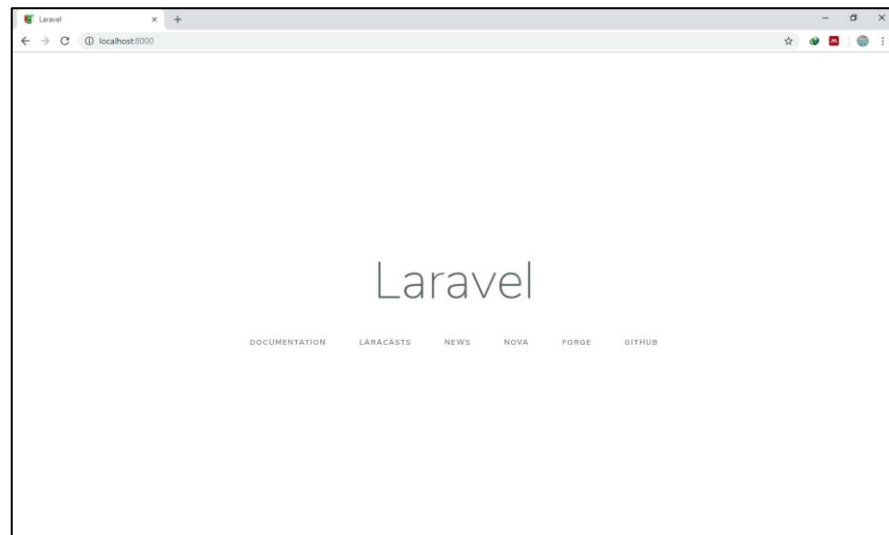 Laravel
localhost:8000
Laravel
DOCUMENTATION LARACASTS NEWS NOVA FORGE GITHUB